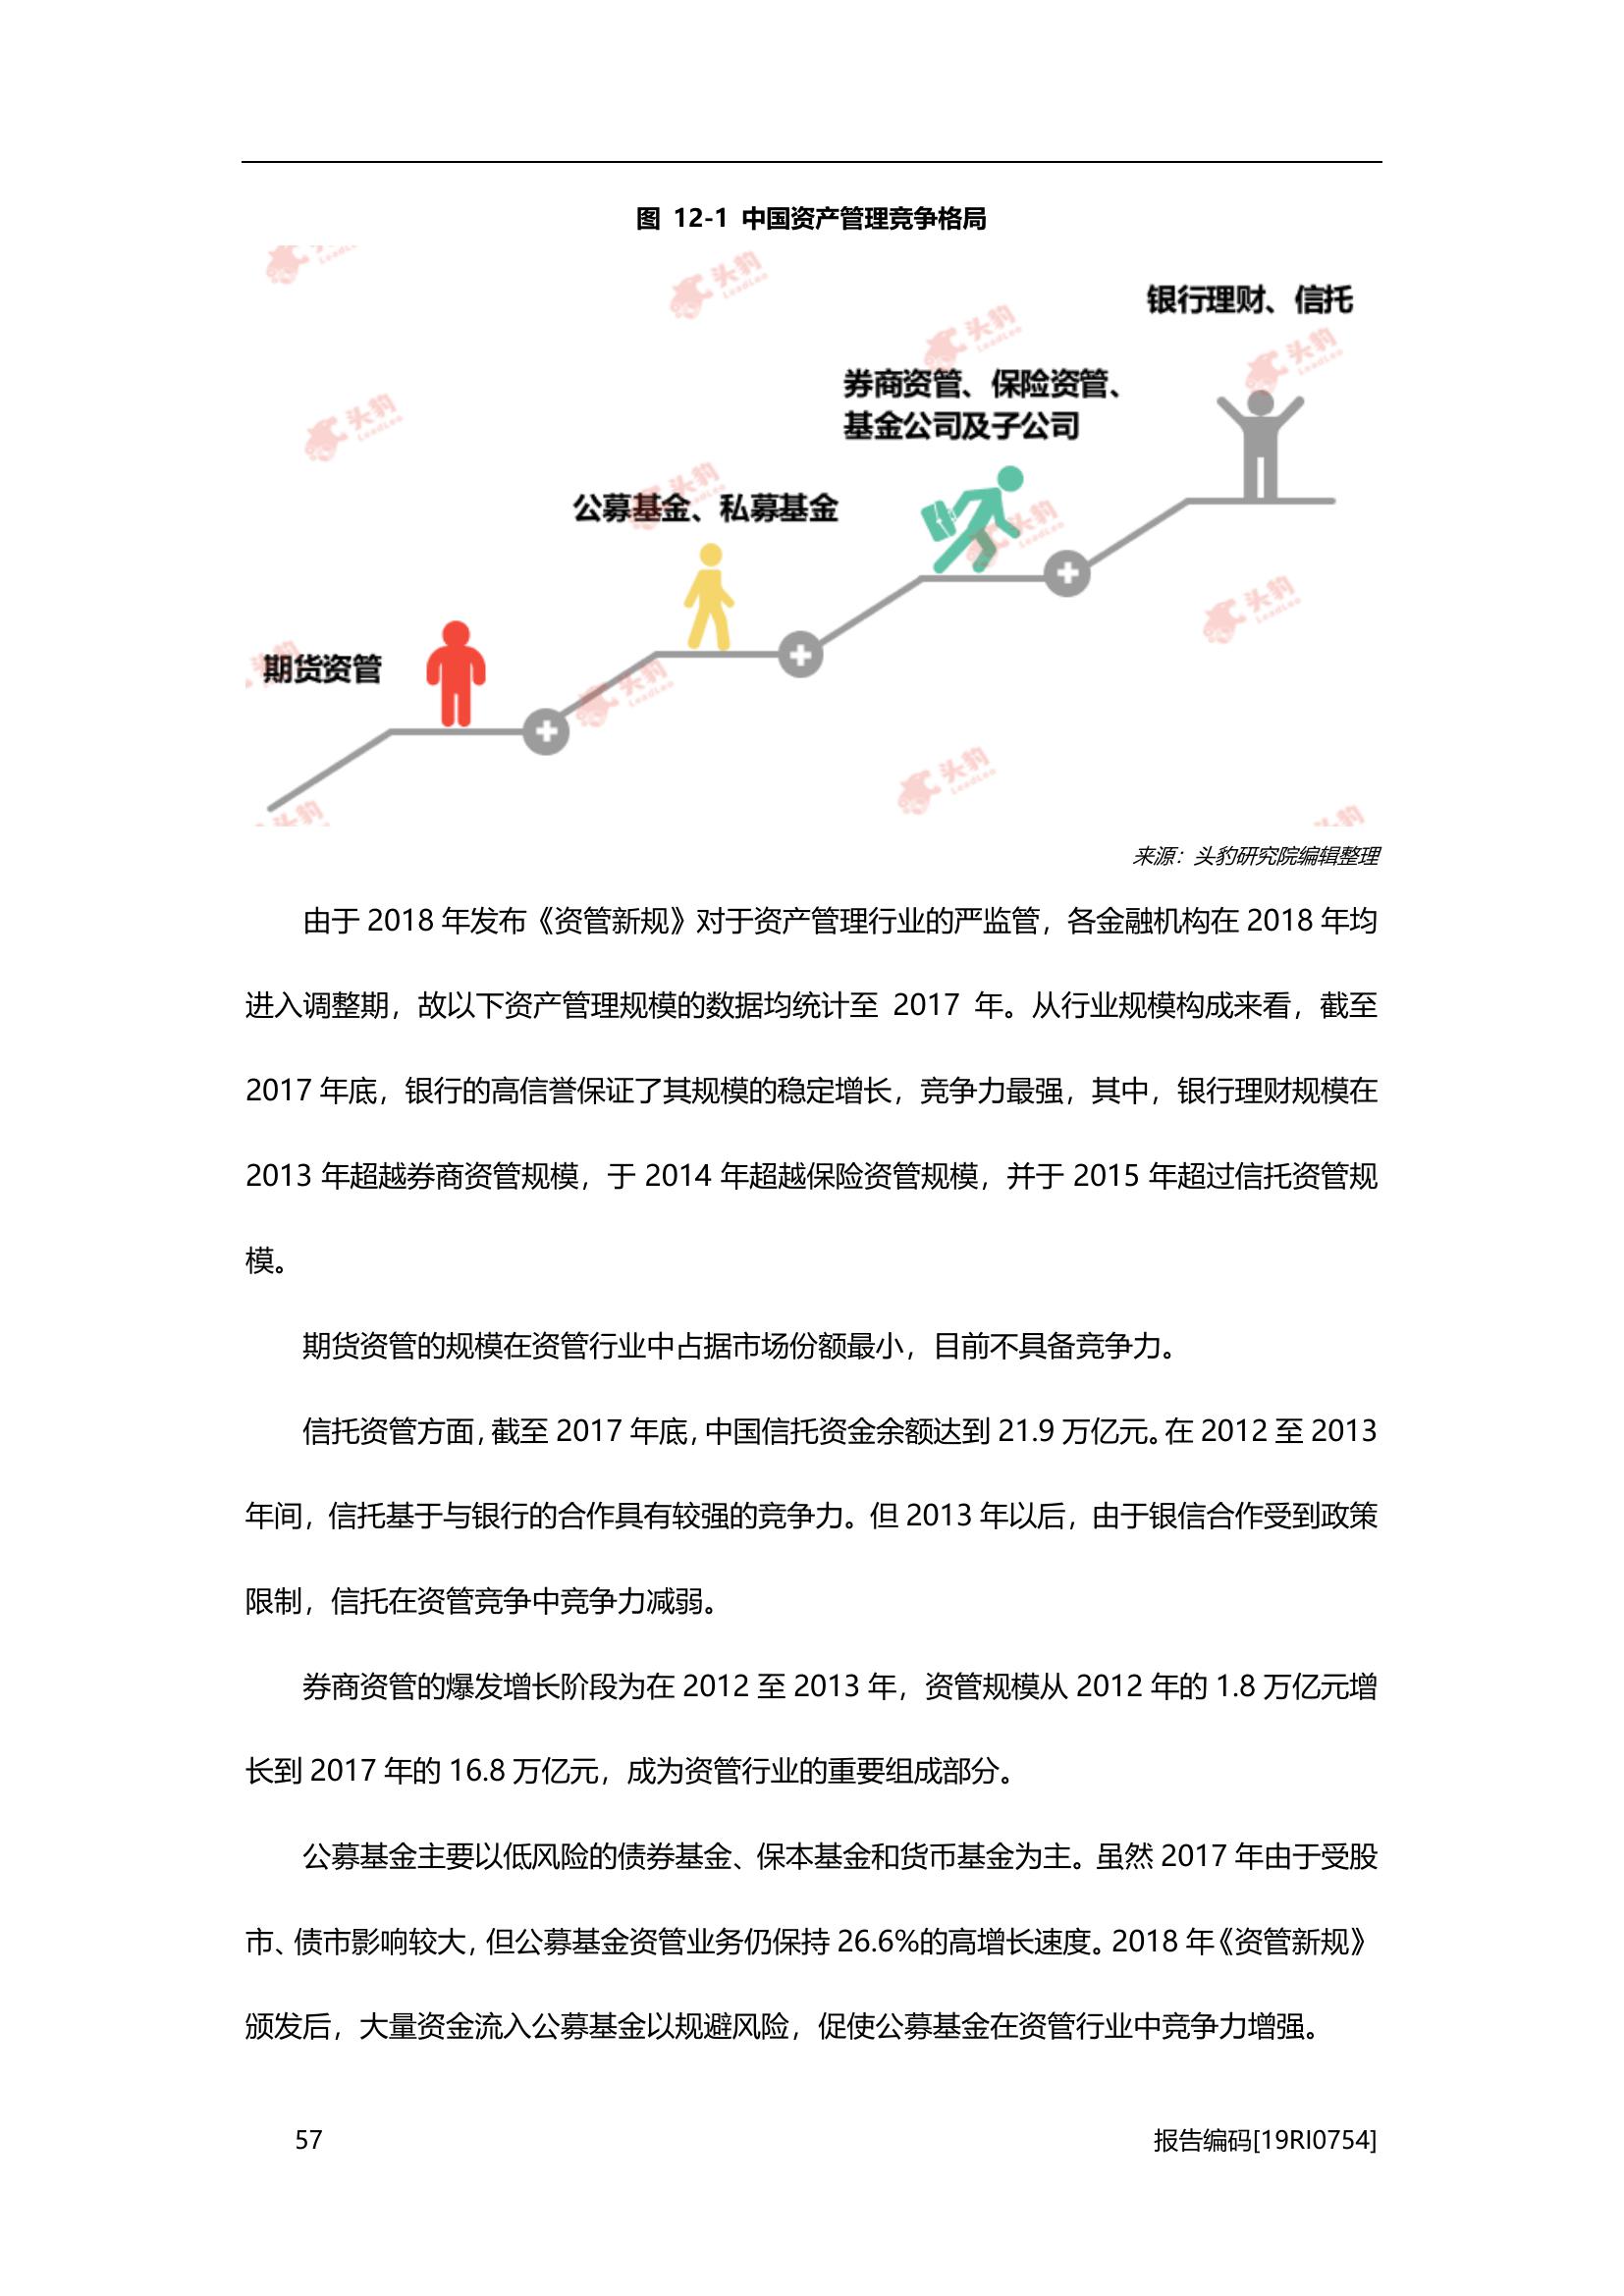 图 12-1 中国资产管理竞争格局
银行理财、信托
券商资管、保险资管、
基金公司及子公司
公募基金、私募基金
期货资管
头豹
LeadLeo
来源：头豹研究院编辑整理
由于 2018 年发布《资管新规》对于资产管理行业的严监管，各金融机构在 2018 年均
进入调整期，故以下资产管理规模的数据均统计至 2017 年。从行业规模构成来看，截至
2017 年底，银行的高信誉保证了其规模的稳定增长，竞争力最强，其中，银行理财规模在
2013 年超越券商资管规模，于 2014 年超越保险资管规模，并于 2015 年超过信托资管规
模。
期货资管的规模在资管行业中占据市场份额最小，目前不具备竞争力。
信托资管方面，截至 2017 年底，中国信托资金余额达到 21.9 万亿元。在 2012 至 2013
年间，信托基于与银行的合作具有较强的竞争力。但 2013 年以后，由于银信合作受到政策
限制，信托在资管竞争中竞争力减弱。
券商资管的爆发增长阶段为在 2012 至 2013 年，资管规模从 2012 年的 1.8 万亿元增
长到 2017 年的 16.8 万亿元，成为资管行业的重要组成部分。
公募基金主要以低风险的债券基金、保本基金和货币基金为主。虽然 2017 年由于受股
市、债市影响较大，但公募基金资管业务仍保持 26.6%的高增长速度。2018 年《资管新规》
颁发后，大量资金流入公募基金以规避风险，促使公募基金在资管行业中竞争力增强。
57
报告编码[19RI0754]